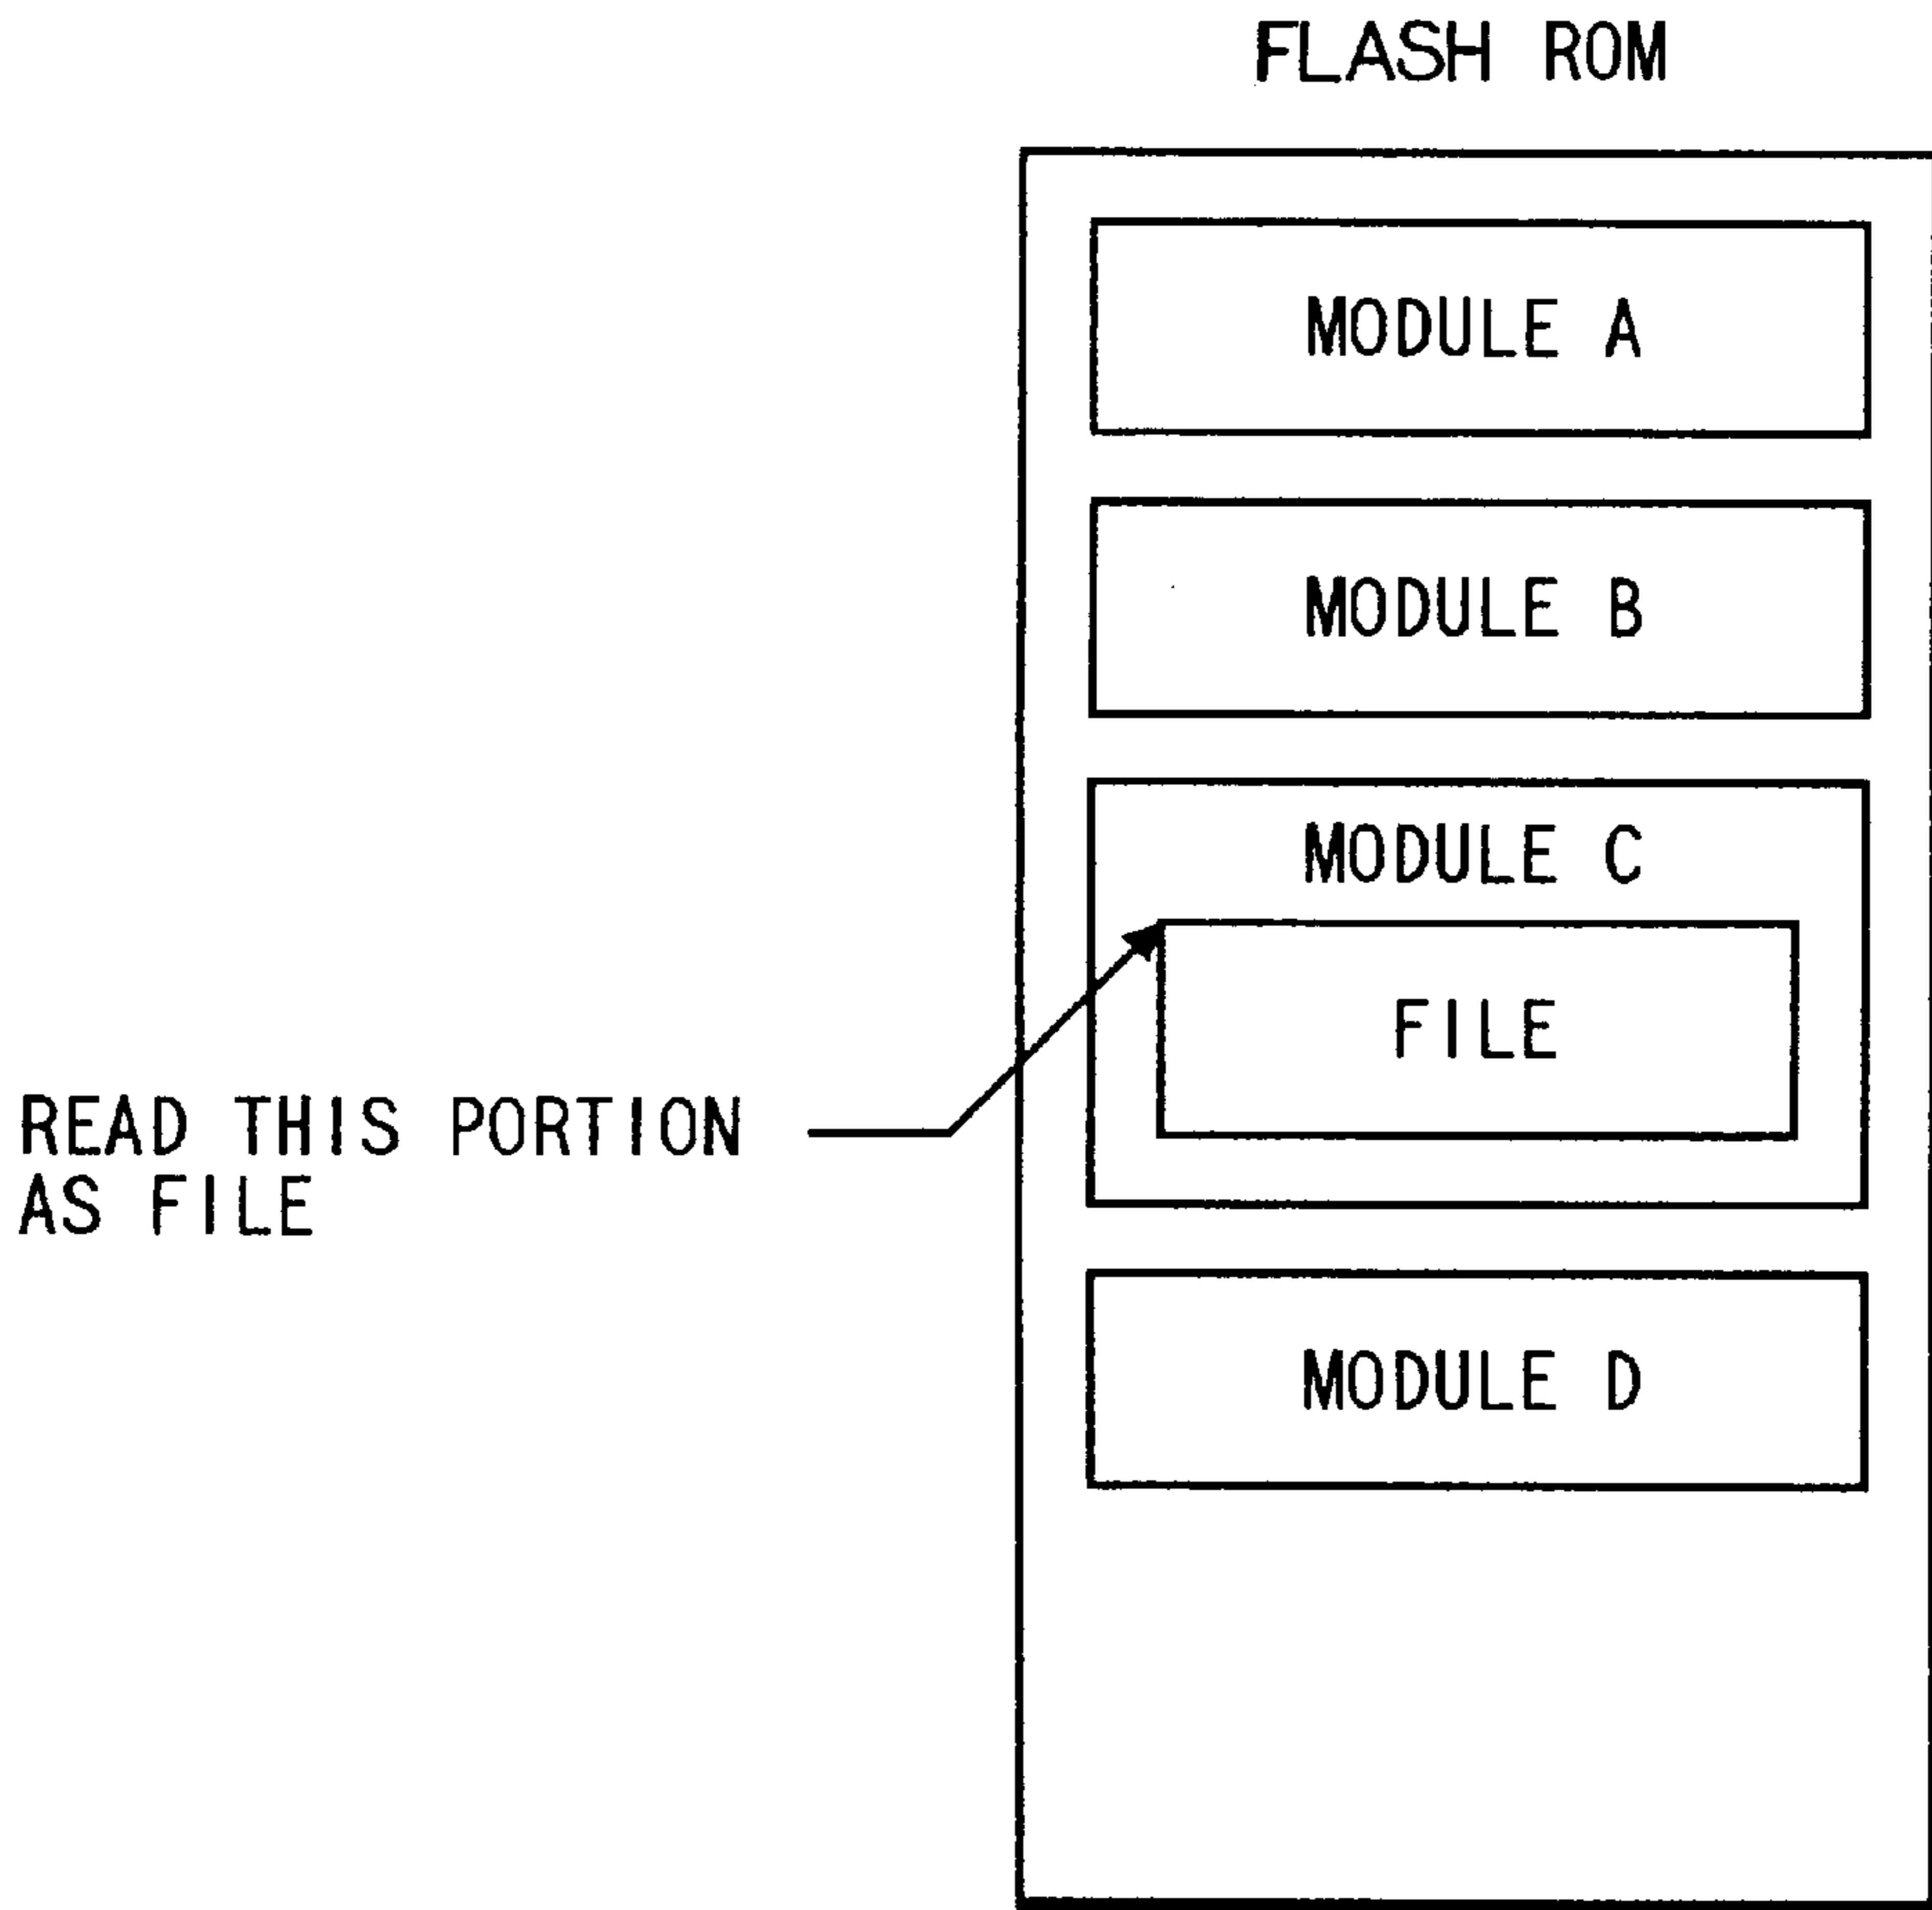 FLASH ROM
MODULE A
MODULE B
MODULE C
FILE
READ THIS PORTION
AS FILE
MODULE D